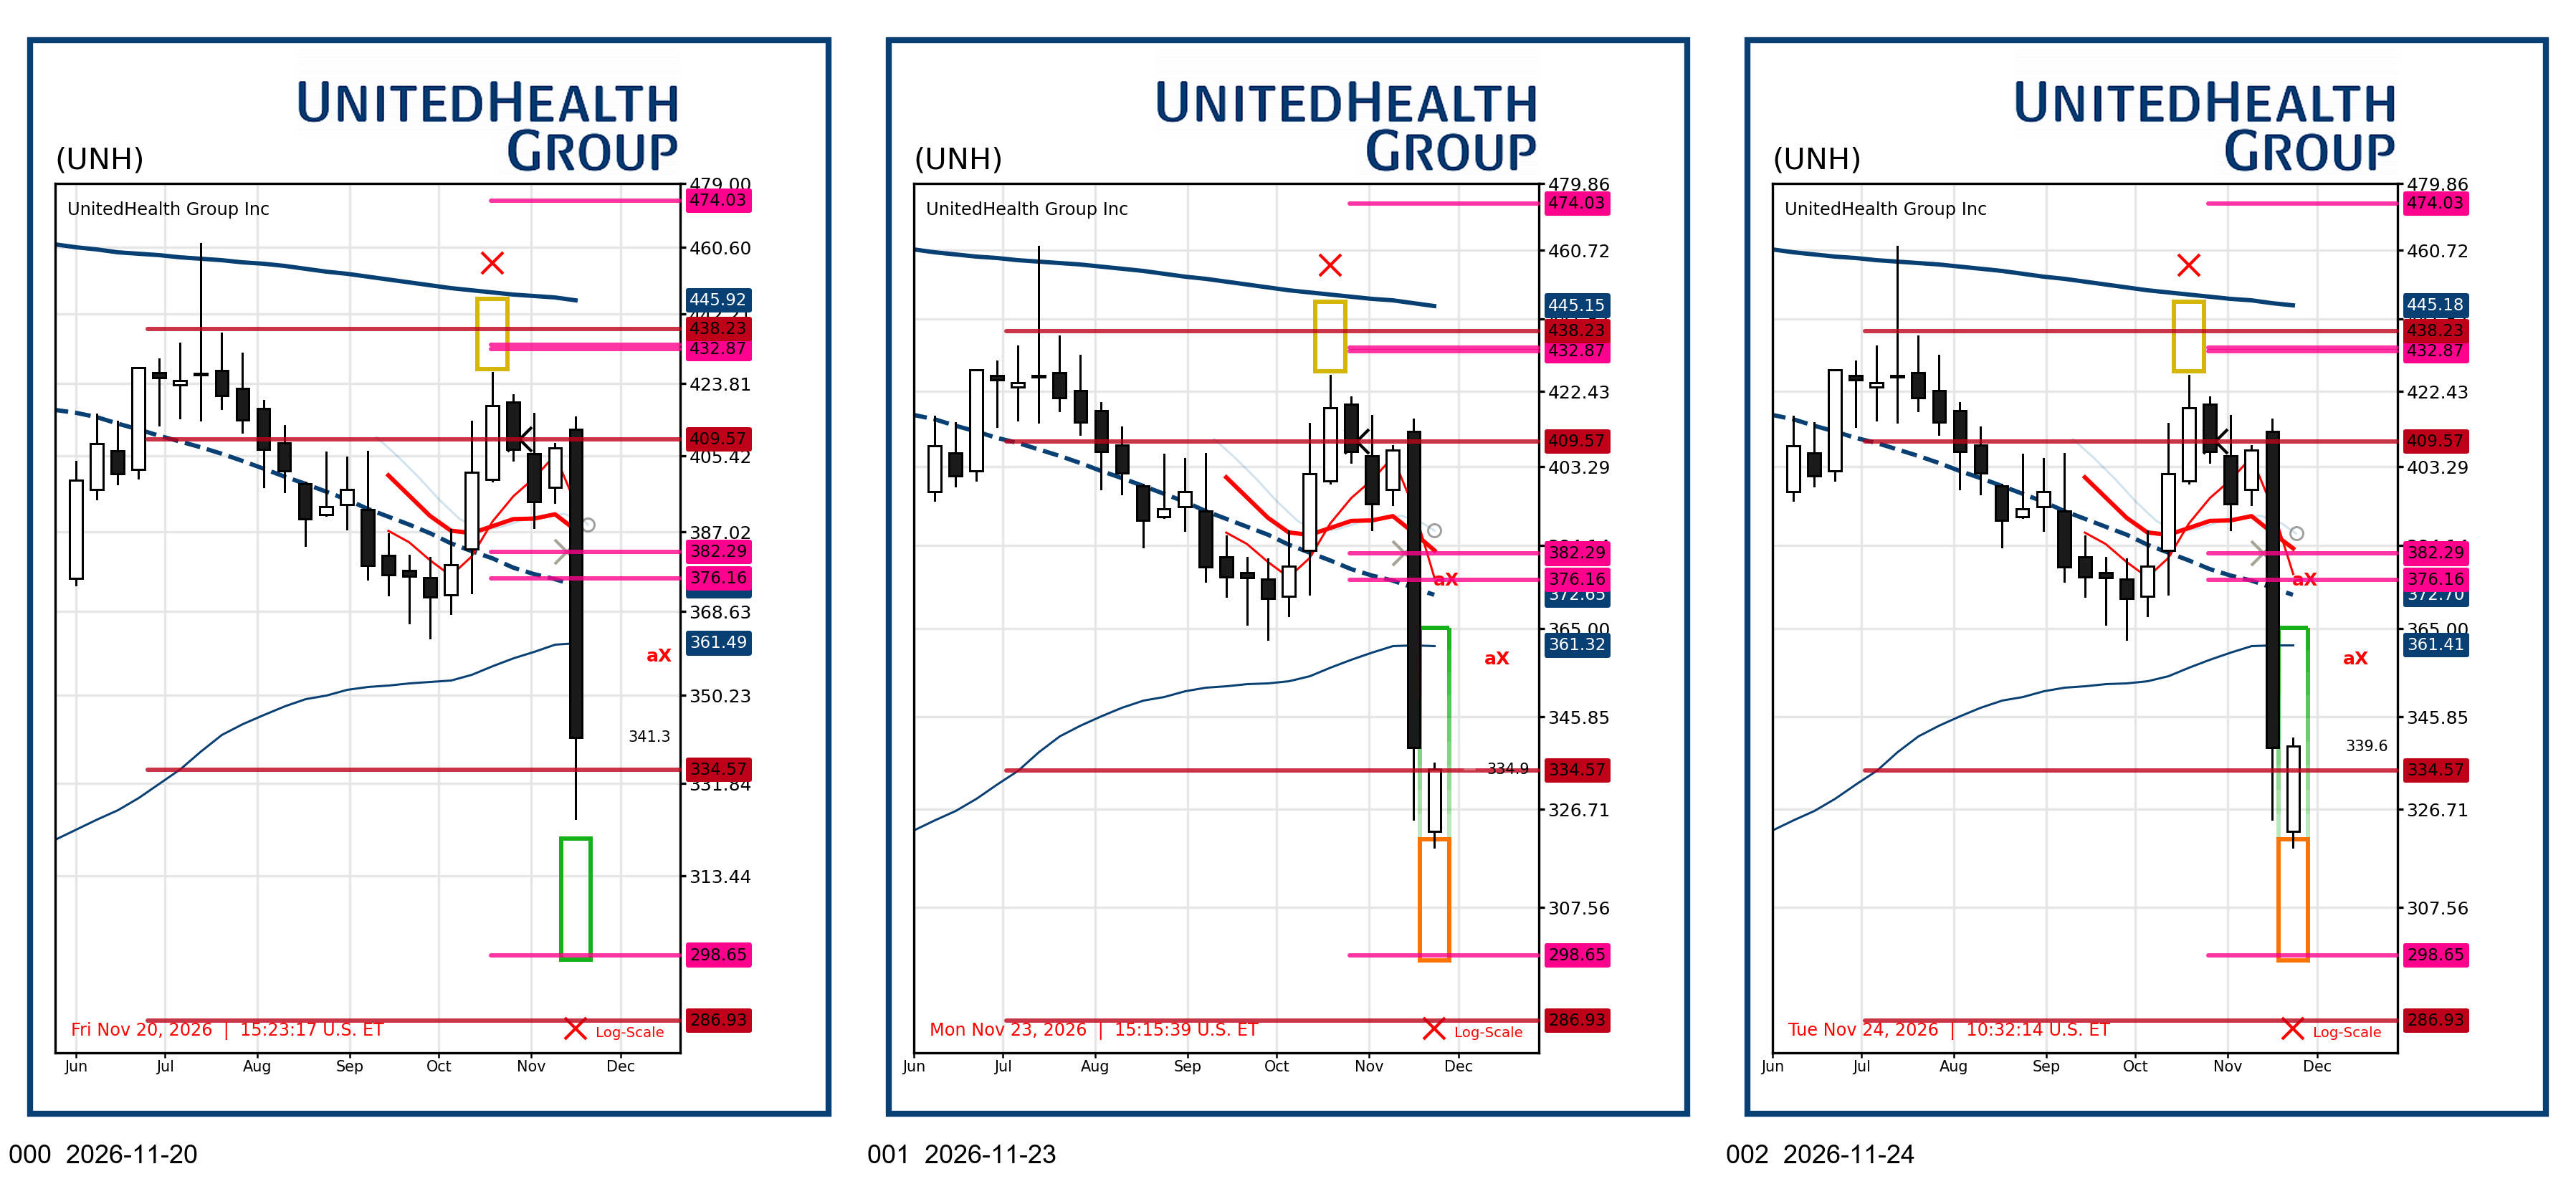 UNITEDHEALTH
GROUP
(UNH)
UnitedHealth Group Inc
479.00
474.03
460.60
445.92
438.23
432.87
423.81
409.57
405.42
387.02
382.29
376.16
368.63
361.49
aX
350.23
341.3
334.57
331.84
313.44
298.65
286.93
Fri Nov 20, 2026 | 15:23:17 U.S. ET
Log-Scale
Jun Jul Aug Sep Oct Nov Dec
000 2026-11-20
UNITEDHEALTH
GROUP
(UNH)
UnitedHealth Group Inc
479.86
474.03
460.72
445.15
438.23
432.87
422.43
409.57
403.29
382.29
aX
376.16
372.65
365.00
361.32
aX
345.85
334.9
334.57
326.71
307.56
298.65
286.93
Mon Nov 23, 2026 | 15:15:39 U.S. ET
Log-Scale
Jun Jul Aug Sep Oct Nov Dec
001 2026-11-23
UNITEDHEALTH
GROUP
(UNH)
UnitedHealth Group Inc
479.86
474.03
460.72
445.18
438.23
432.87
422.43
409.57
403.29
382.29
aX
376.16
372.70
365.00
361.41
aX
345.85
339.6
334.57
326.71
307.56
298.65
286.93
Tue Nov 24, 2026 | 10:32:14 U.S. ET
Log-Scale
Jun Jul Aug Sep Oct Nov Dec
002 2026-11-24